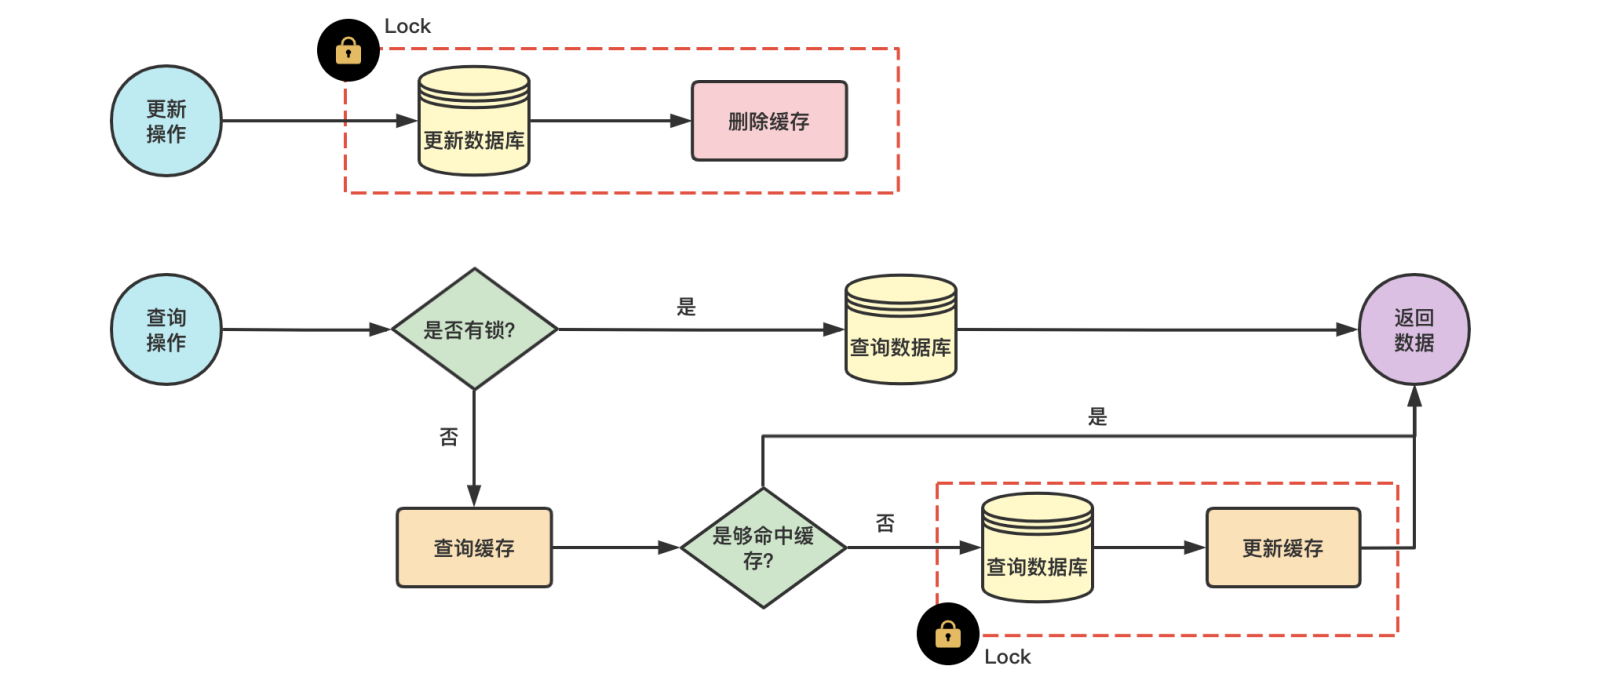 Lock
更新
操作
更新数据库
删除缓存
查询
操作
是否有锁?
是
查询数据库
返回
数据
否
是
查询缓存
是够命中缓
存?
否
查询数据库
更新缓存
Lock